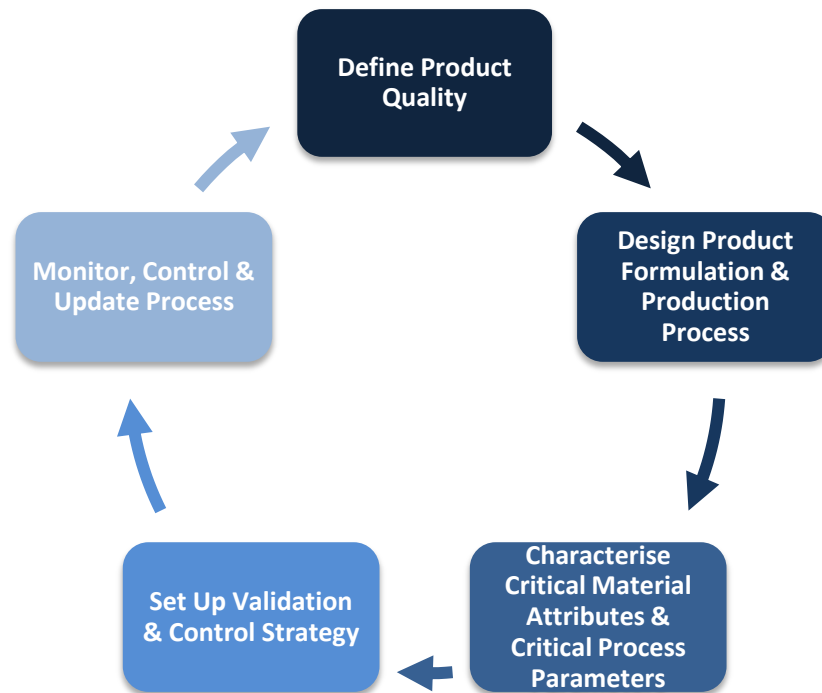 Define Product
Quality
Design Product
Formulation &
Production
Process
Characterise
Critical Material
Attributes &
Critical Process
Parameters
Set Up Validation
& Control Strategy
Monitor, Control &
Update Process